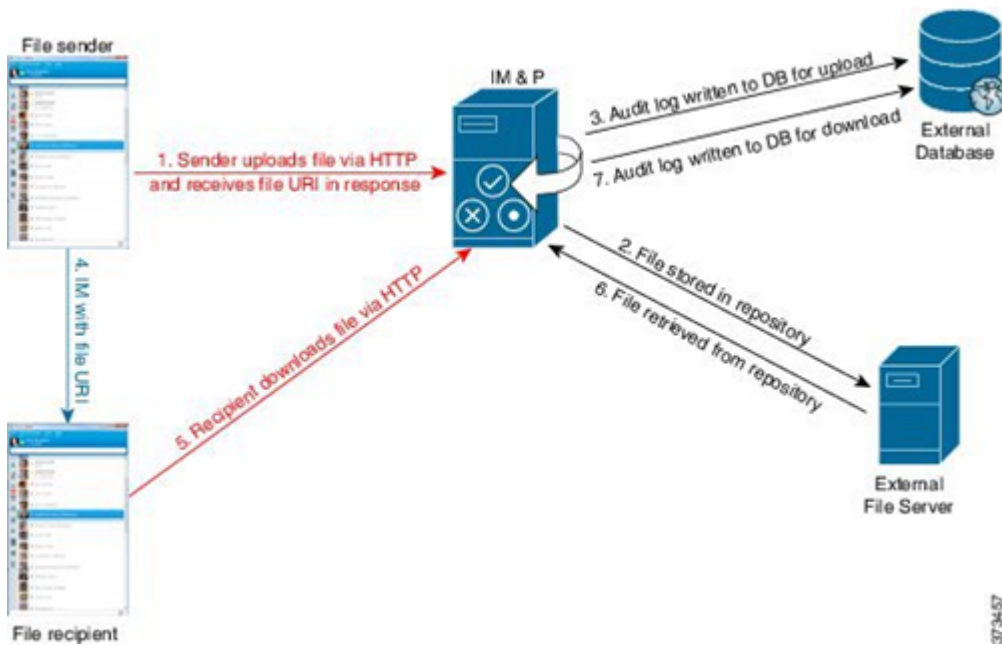 File sender
IM & P
3. Audit log written to DB for upload
7. Audit log written to DB for download
External
Database
1. Sender uploads file via HTTP
and receives file URI in response
4. IM with file URI
5. Recipient downloads file via HTTP
2. File stored in repository
6. File retrieved from repository
External
File Server
File recipient
373457